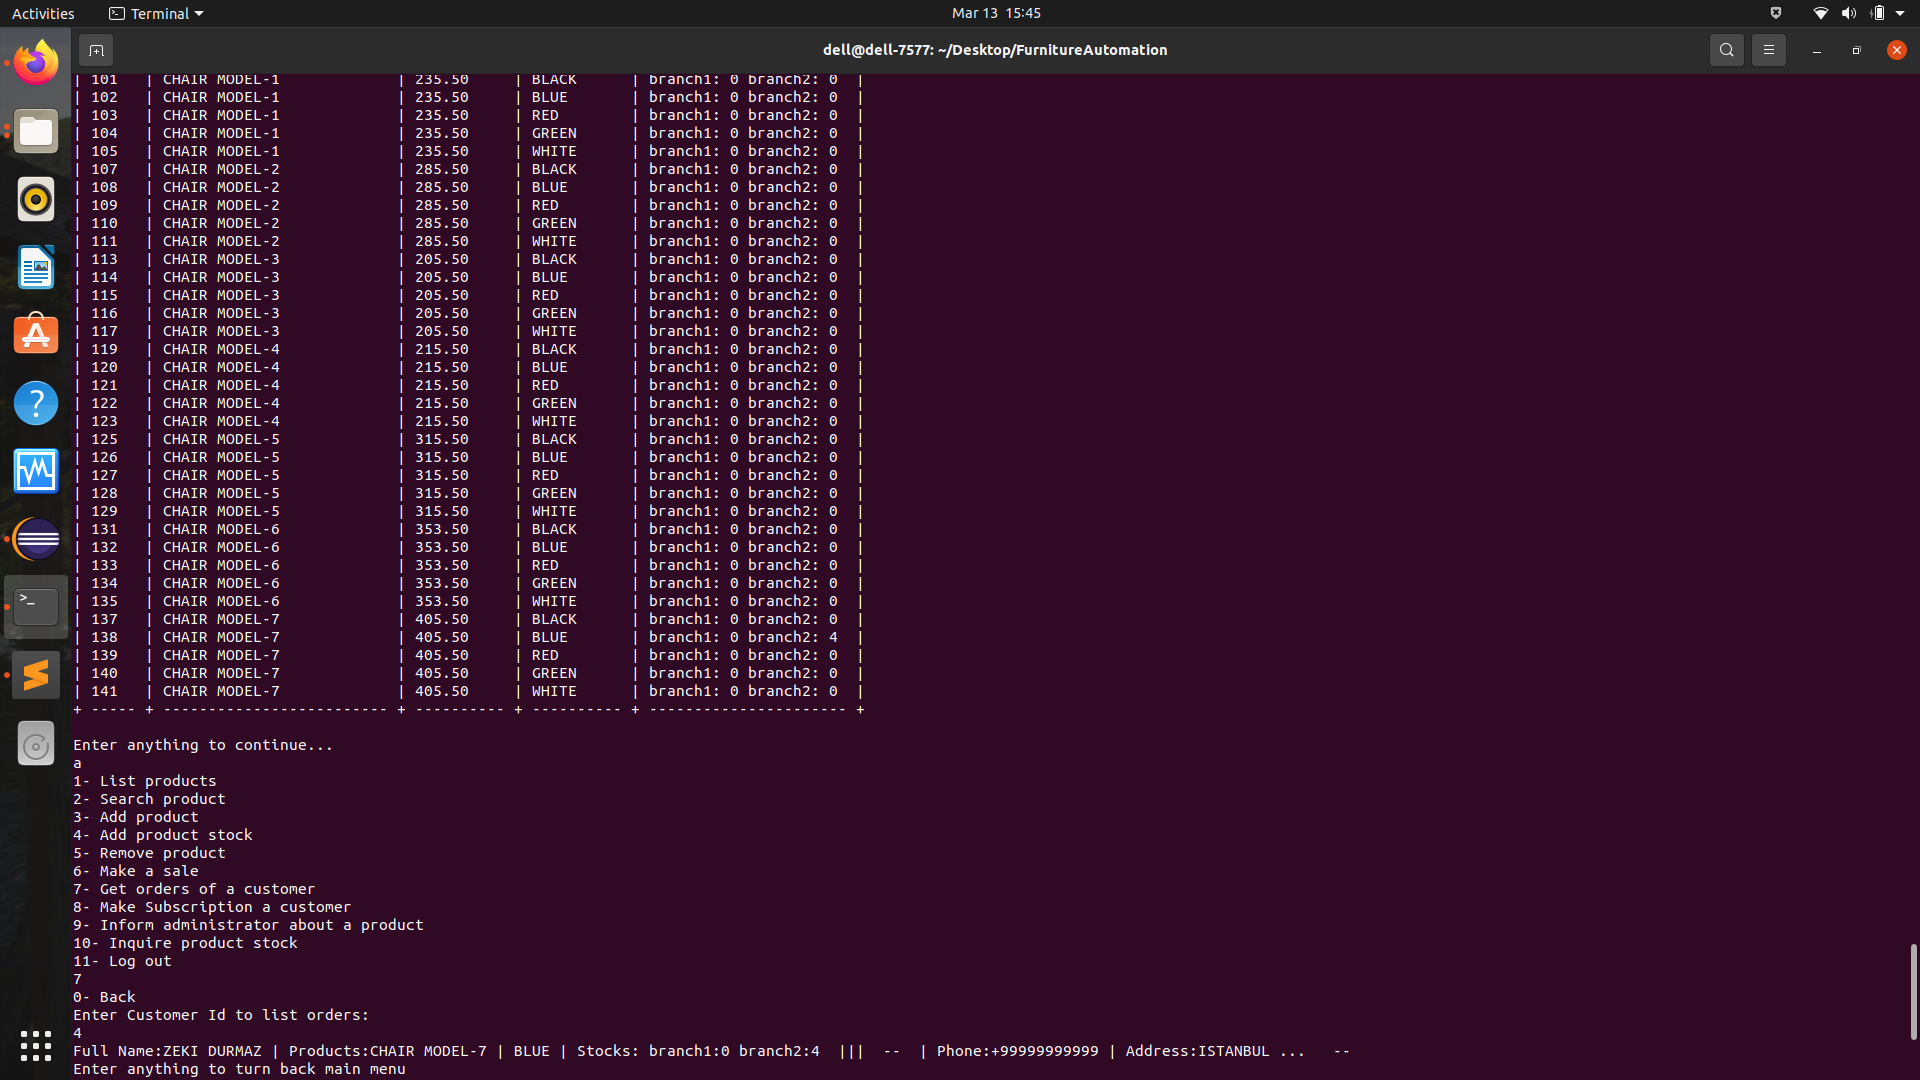 Activities Terminal Mar 13 15:45
dell@dell-7577: ~/Desktop/FurnitureAutomation
| 101 | CHAIR MODEL-1 | 235.50 | BLACK | branch1: 0 branch2: 0 |
| 102 | CHAIR MODEL-1 | 235.50 | BLUE | branch1: 0 branch2: 0 |
| 103 | CHAIR MODEL-1 | 235.50 | RED | branch1: 0 branch2: 0 |
| 104 | CHAIR MODEL-1 | 235.50 | GREEN | branch1: 0 branch2: 0 |
| 105 | CHAIR MODEL-1 | 235.50 | WHITE | branch1: 0 branch2: 0 |
| 107 | CHAIR MODEL-2 | 285.50 | BLACK | branch1: 0 branch2: 0 |
| 108 | CHAIR MODEL-2 | 285.50 | BLUE | branch1: 0 branch2: 0 |
| 109 | CHAIR MODEL-2 | 285.50 | RED | branch1: 0 branch2: 0 |
| 110 | CHAIR MODEL-2 | 285.50 | GREEN | branch1: 0 branch2: 0 |
| 111 | CHAIR MODEL-2 | 285.50 | WHITE | branch1: 0 branch2: 0 |
| 113 | CHAIR MODEL-3 | 205.50 | BLACK | branch1: 0 branch2: 0 |
| 114 | CHAIR MODEL-3 | 205.50 | BLUE | branch1: 0 branch2: 0 |
| 115 | CHAIR MODEL-3 | 205.50 | RED | branch1: 0 branch2: 0 |
| 116 | CHAIR MODEL-3 | 205.50 | GREEN | branch1: 0 branch2: 0 |
| 117 | CHAIR MODEL-3 | 205.50 | WHITE | branch1: 0 branch2: 0 |
| 119 | CHAIR MODEL-4 | 215.50 | BLACK | branch1: 0 branch2: 0 |
| 120 | CHAIR MODEL-4 | 215.50 | BLUE | branch1: 0 branch2: 0 |
| 121 | CHAIR MODEL-4 | 215.50 | RED | branch1: 0 branch2: 0 |
| 122 | CHAIR MODEL-4 | 215.50 | GREEN | branch1: 0 branch2: 0 |
| 123 | CHAIR MODEL-4 | 215.50 | WHITE | branch1: 0 branch2: 0 |
| 125 | CHAIR MODEL-5 | 315.50 | BLACK | branch1: 0 branch2: 0 |
| 126 | CHAIR MODEL-5 | 315.50 | BLUE | branch1: 0 branch2: 0 |
| 127 | CHAIR MODEL-5 | 315.50 | RED | branch1: 0 branch2: 0 |
| 128 | CHAIR MODEL-5 | 315.50 | GREEN | branch1: 0 branch2: 0 |
| 129 | CHAIR MODEL-5 | 315.50 | WHITE | branch1: 0 branch2: 0 |
| 131 | CHAIR MODEL-6 | 353.50 | BLACK | branch1: 0 branch2: 0 |
| 132 | CHAIR MODEL-6 | 353.50 | BLUE | branch1: 0 branch2: 0 |
| 133 | CHAIR MODEL-6 | 353.50 | RED | branch1: 0 branch2: 0 |
| 134 | CHAIR MODEL-6 | 353.50 | GREEN | branch1: 0 branch2: 0 |
| 135 | CHAIR MODEL-6 | 353.50 | WHITE | branch1: 0 branch2: 0 |
| 137 | CHAIR MODEL-7 | 405.50 | BLACK | branch1: 0 branch2: 0 |
| 138 | CHAIR MODEL-7 | 405.50 | BLUE | branch1: 0 branch2: 4 |
| 139 | CHAIR MODEL-7 | 405.50 | RED | branch1: 0 branch2: 0 |
| 140 | CHAIR MODEL-7 | 405.50 | GREEN | branch1: 0 branch2: 0 |
| 141 | CHAIR MODEL-7 | 405.50 | WHITE | branch1: 0 branch2: 0 |
+ ----- + ------------------------- + ---------- + ---------- + ---------------------- +
Enter anything to continue...
a
1- List products
2- Search product
3- Add product
4- Add product stock
5- Remove product
6- Make a sale
7- Get orders of a customer
8- Make Subscription a customer
9- Inform administrator about a product
10- Inquire product stock
11- Log out
7
0- Back
Enter Customer Id to list orders:
4
Full Name:ZEKI DURMAZ | Products:CHAIR MODEL-7 | BLUE | Stocks: branch1:0 branch2:4 ||| -- | Phone:+99999999999 | Address:ISTANBUL ... --
Enter anything to turn back main menu